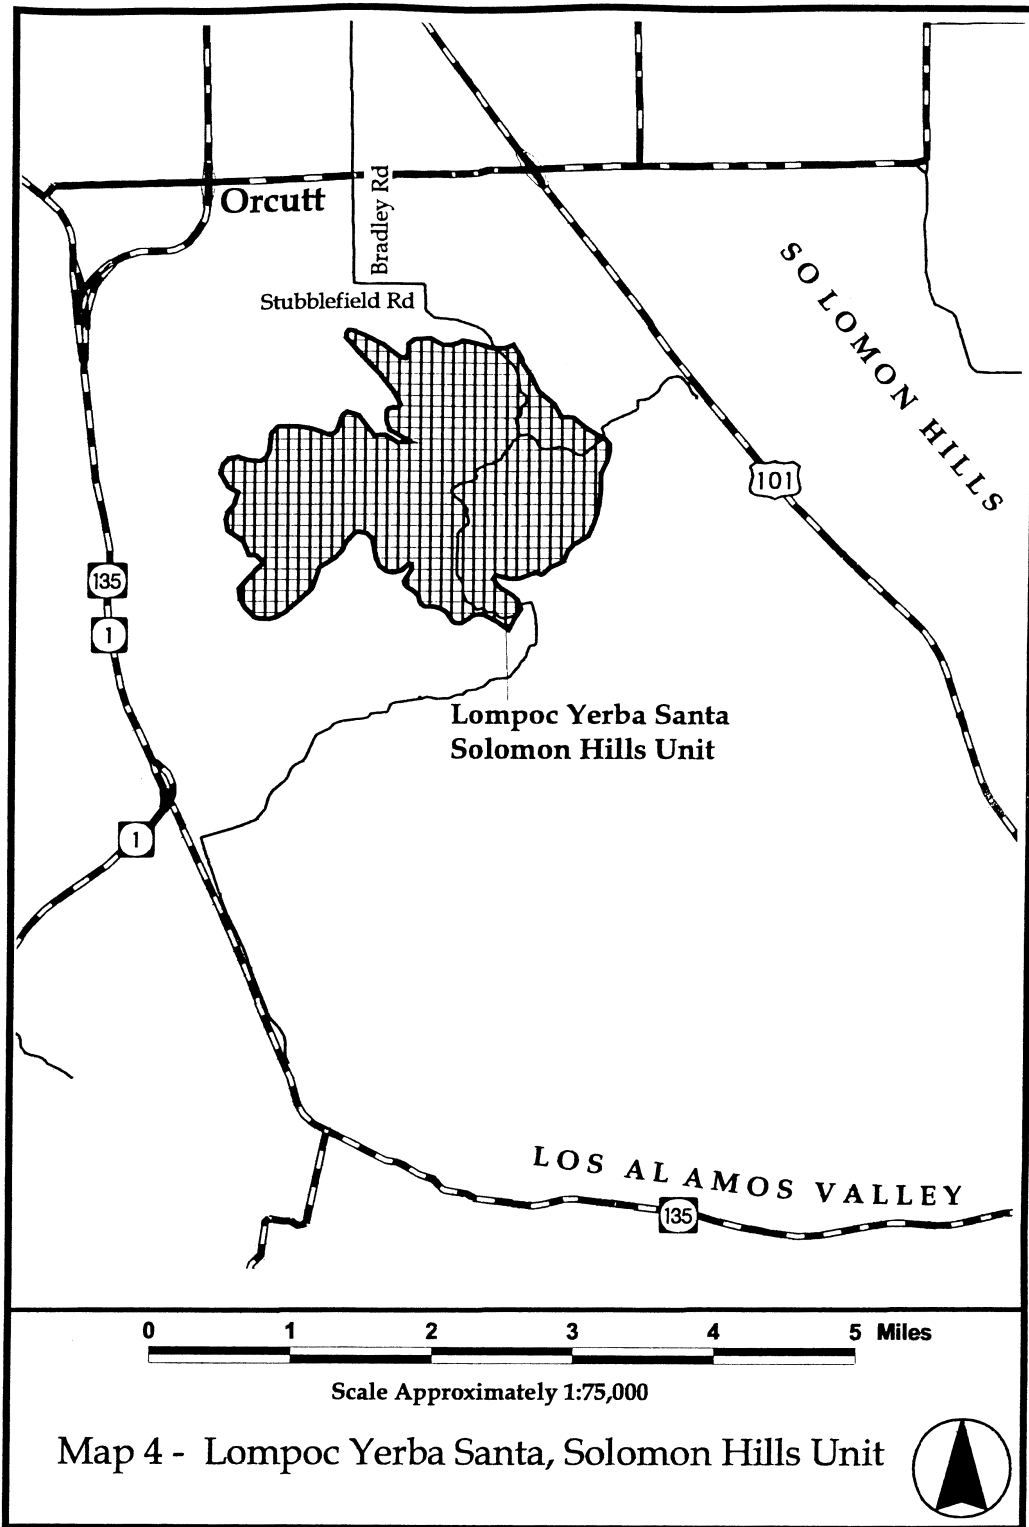 Orcutt
Bradley Rd
Stubblefield Rd
SOLOMON HILLS
101
135
1
Lompoc Yerba Santa
Solomon Hills Unit
1
LOS ALAMOS VALLEY
135
0 1 2 3 4 5 Miles
Scale Approximately 1:75,000
Map 4 - Lompoc Yerba Santa, Solomon Hills Unit